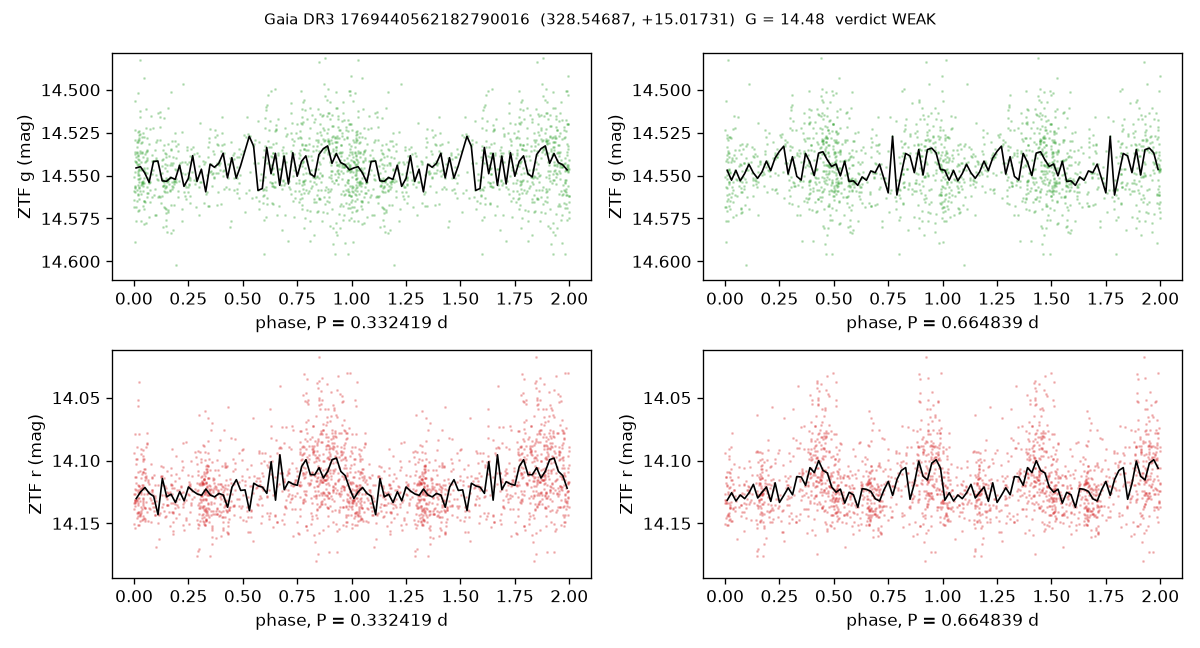 Gaia DR3 1769440562182790016  (328.54687, +15.01731)  G = 14.48  verdict WEAK
ZTF g (mag)
14.500
14.525
14.550
14.575
14.600
0.00 0.25 0.50 0.75 1.00 1.25 1.50 1.75 2.00
phase, P = 0.332419 d
ZTF g (mag)
14.500
14.525
14.550
14.575
14.600
0.00 0.25 0.50 0.75 1.00 1.25 1.50 1.75 2.00
phase, P = 0.664839 d
ZTF r (mag)
14.05
14.10
14.15
0.00 0.25 0.50 0.75 1.00 1.25 1.50 1.75 2.00
phase, P = 0.332419 d
ZTF r (mag)
14.05
14.10
14.15
0.00 0.25 0.50 0.75 1.00 1.25 1.50 1.75 2.00
phase, P = 0.664839 d